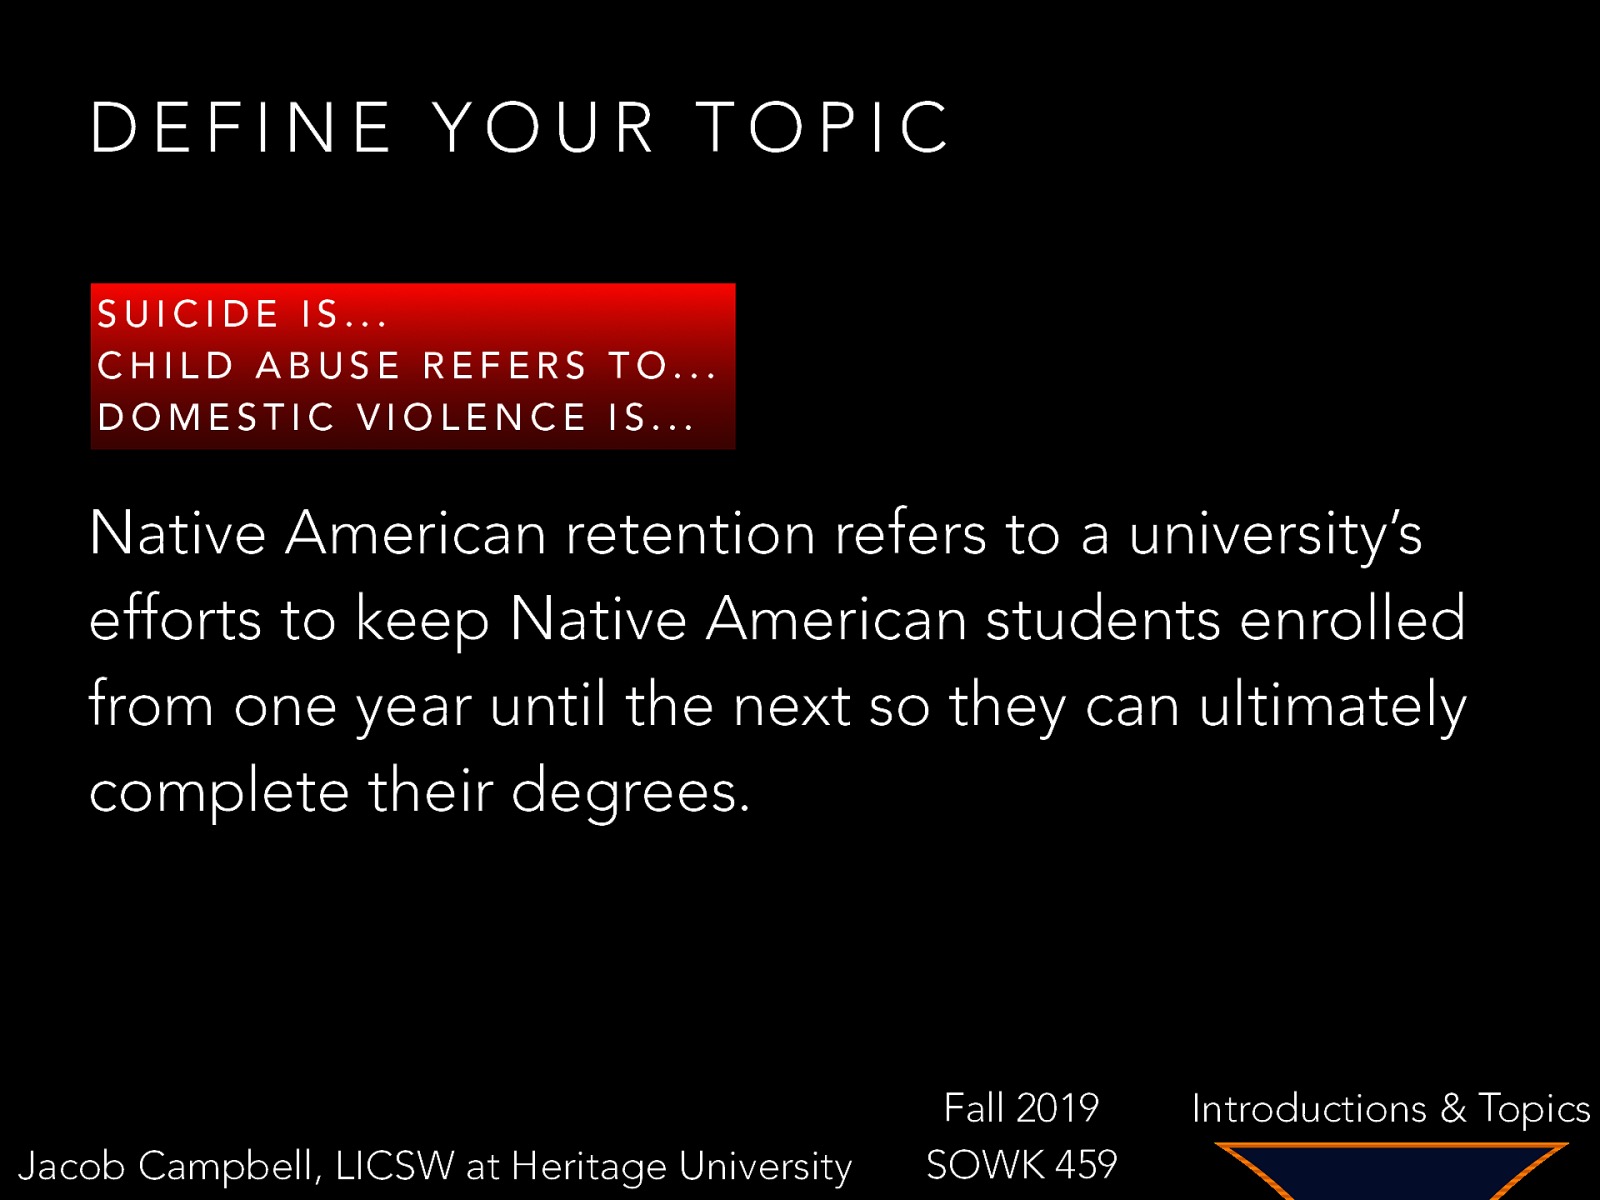 DEFINE YOUR TOPIC
SUICIDE IS...
CHILD ABUSE REFERS TO...
DOMESTIC VIOLENCE IS...
Native American retention refers to a university’s
efforts to keep Native American students enrolled
from one year until the next so they can ultimately
complete their degrees.
Fall 2019
Introductions & Topics
Jacob Campbell, LICSW at Heritage University
SOWK 459